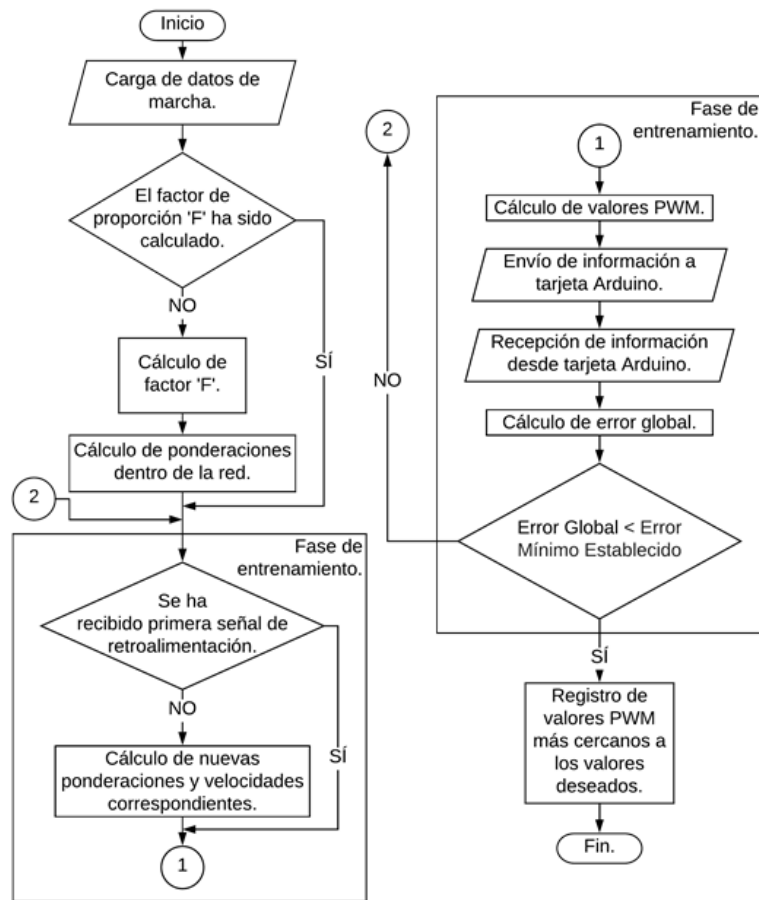 Inicio
Carga de datos de
marcha.
El factor de
proporción 'F' ha sido
calculado.
NO
SÍ
Cálculo de
factor 'F'.
Cálculo de ponderaciones
dentro de la red.
2
Fase de
entrenamiento.
Se ha
recibido primera señal de
retroalimentación.
NO
SÍ
Cálculo de nuevas
ponderaciones y velocidades
correspondientes.
1
2
NO
Fase de
entrenamiento.
1
Cálculo de valores PWM.
Envío de información a
tarjeta Arduino.
Recepción de información
desde tarjeta Arduino.
Cálculo de error global.
Error Global < Error
Mínimo Establecido
SÍ
Registro de
valores PWM
más cercanos a
los valores
deseados.
Fin.